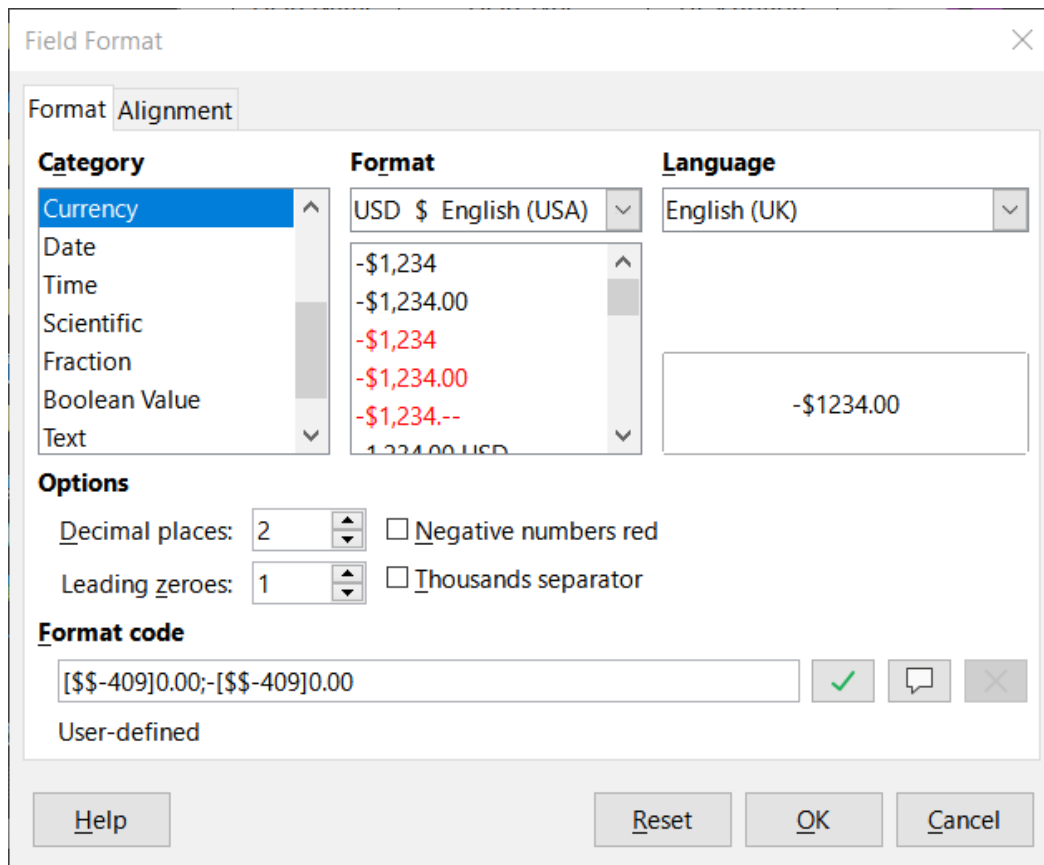 Field Format
Format Alignment
Category Format Language
Currency USD $ English (USA) English (UK)
Date -$1,234
Time -$1,234.00
Scientific -$1,234
Fraction -$1,234.00
Boolean Value -$1,234.--
Text
-$1234.00
Options
Decimal places: 2 Negative numbers red
Leading zeroes: 1 Thousands separator
Format code
[$$-409]0.00;-[$$-409]0.00
User-defined
Help Reset OK Cancel